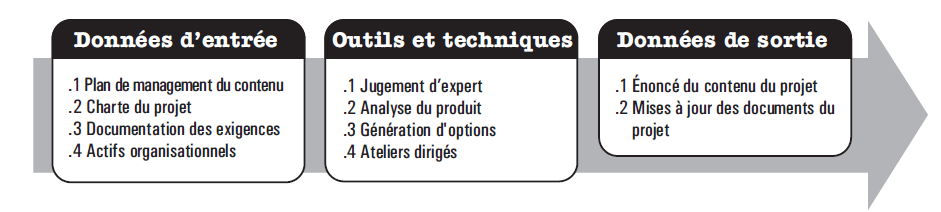 Données d’entrée
.1 Plan de management du contenu
.2 Charte du projet
.3 Documentation des exigences
.4 Actifs organisationnels
Outils et techniques
.1 Jugement d’expert
.2 Analyse du produit
.3 Génération d'options
.4 Ateliers dirigés
Données de sortie
.1 Énoncé du contenu du projet
.2 Mises à jour des documents du
projet